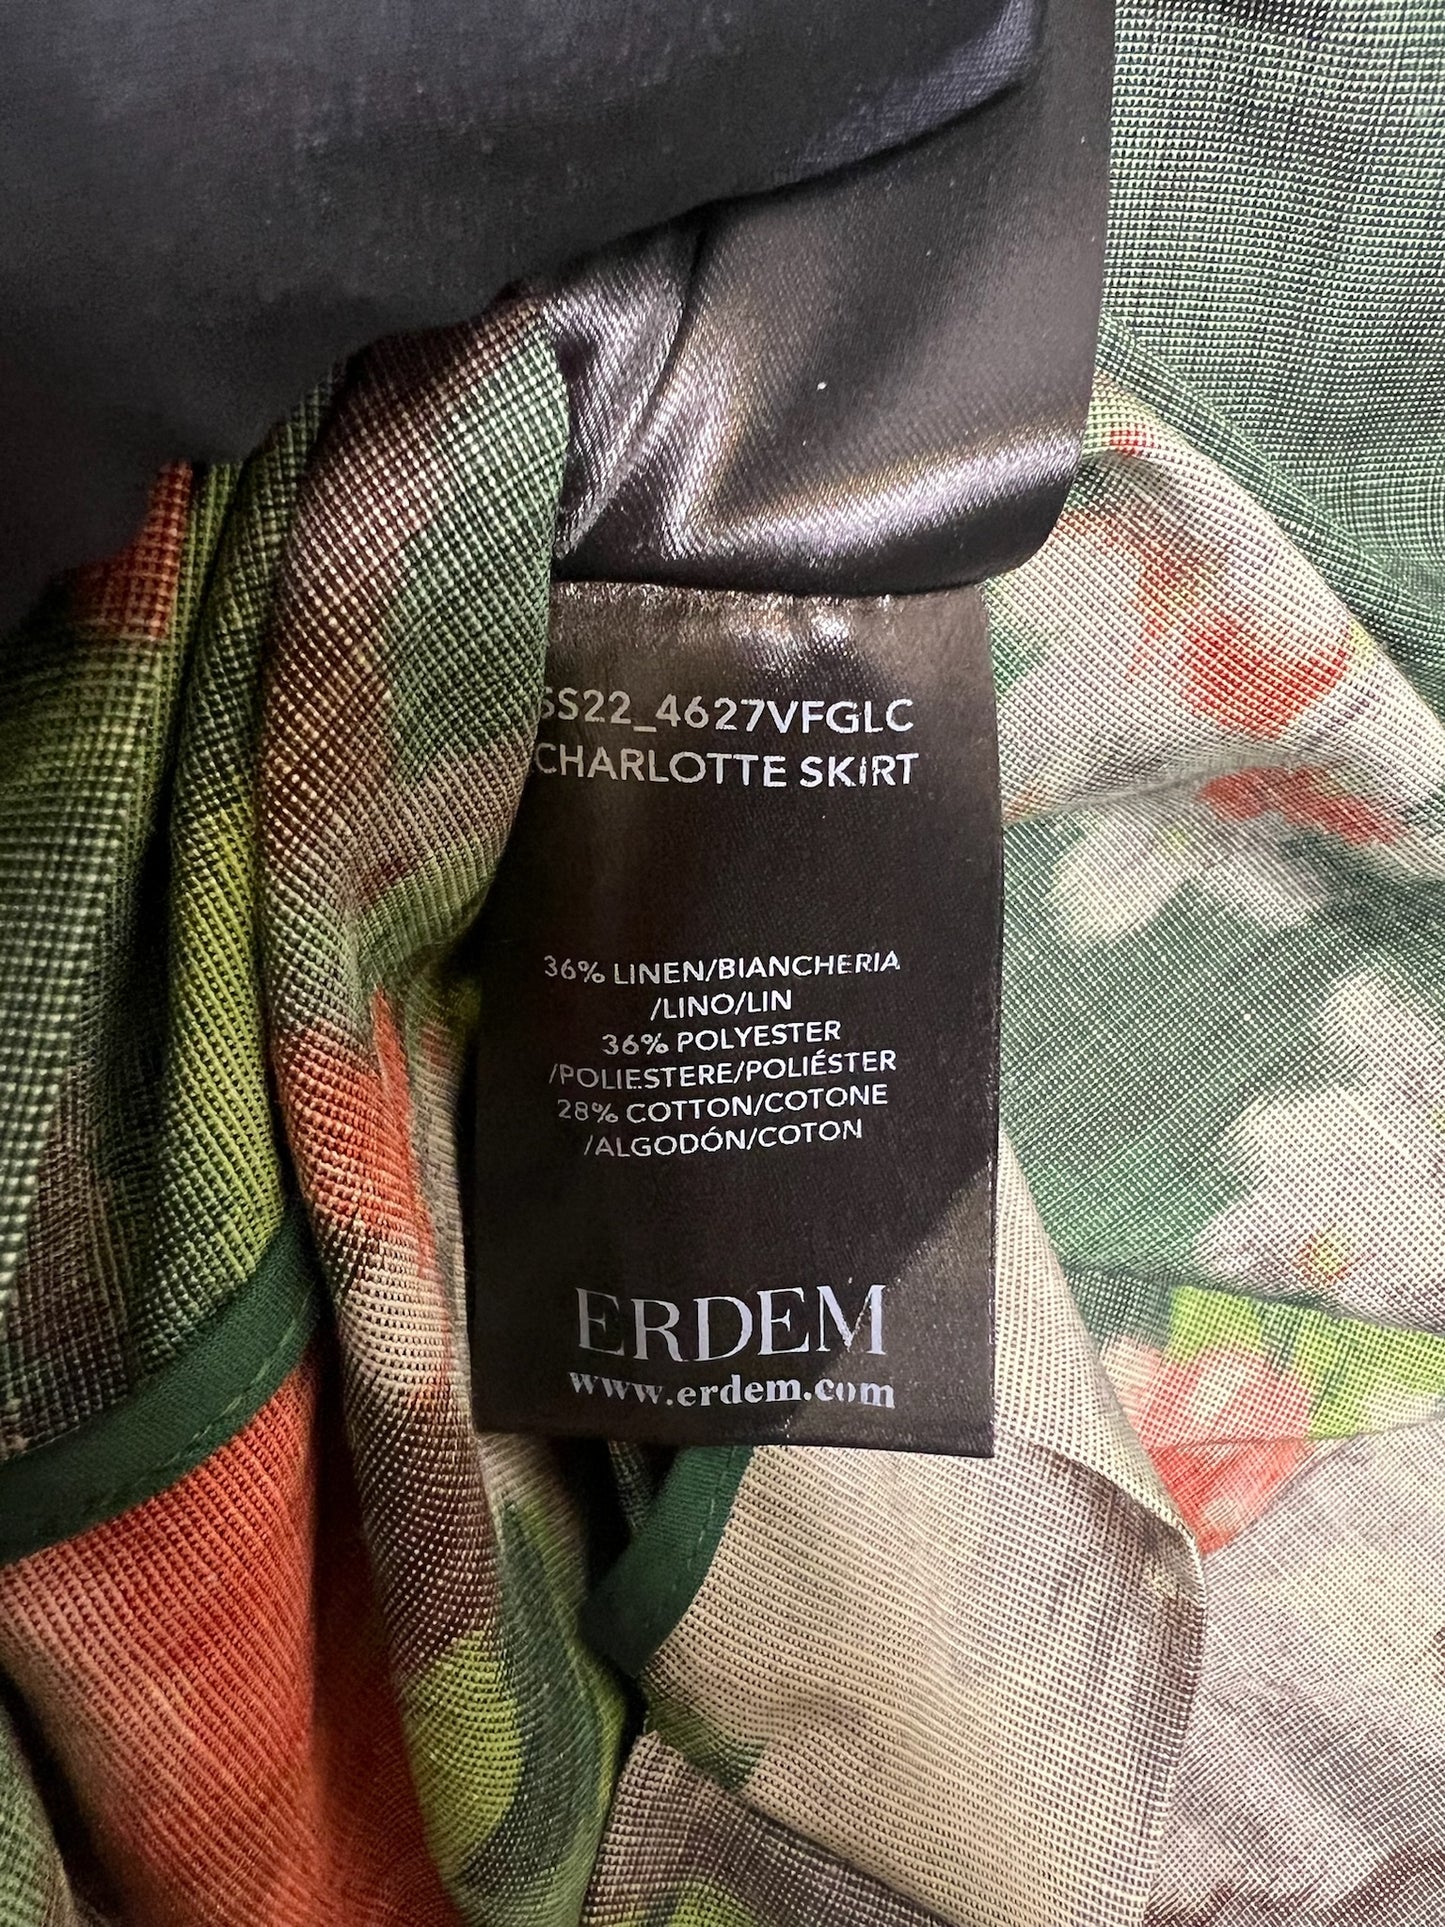 SS22_4627VFGLC
CHARLOTTE SKIRT
36% LINEN/BIANCHERIA
/LINO/LIN
36% POLYESTER
/POLIESTERE/POLIÉSTER
28% COTTON/COTONE
/ALGODÓN/COTON
ERDEM
www.erdem.com